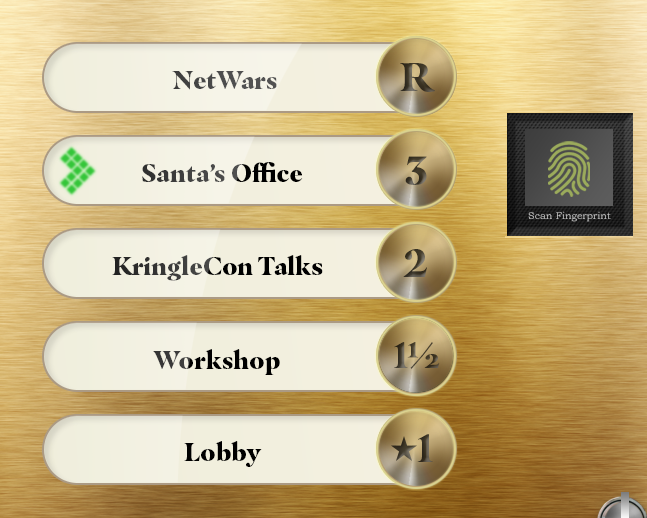 NetWars R
Santa's Office 3
Scan Fingerprint
KringleCon Talks 2
Workshop 1½
Lobby ★1